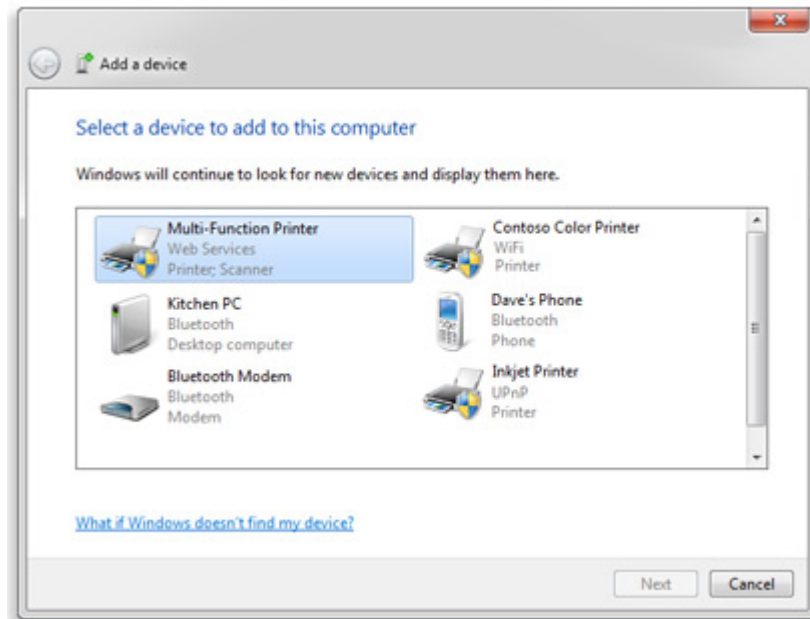 Add a device
Select a device to add to this computer
Windows will continue to look for new devices and display them here.
Multi-Function Printer
Web Services
Printer; Scanner
Contoso Color Printer
WiFi
Printer
Kitchen PC
Bluetooth
Desktop computer
Dave's Phone
Bluetooth
Phone
Bluetooth Modem
Bluetooth
Modem
Inkjet Printer
UPnP
Printer
What if Windows doesn't find my device?
Next
Cancel